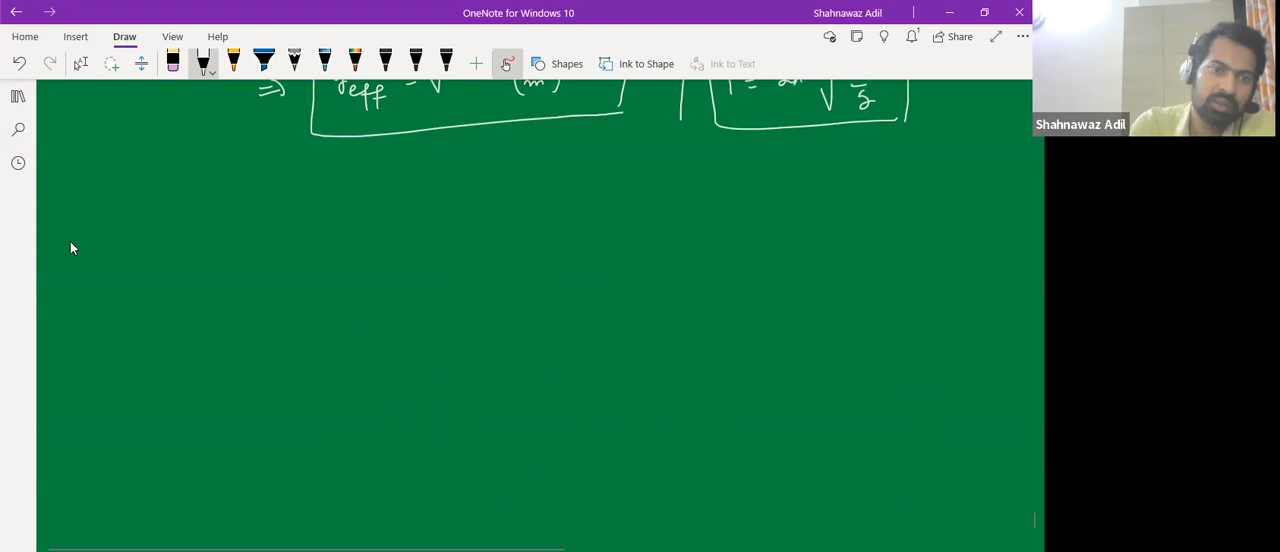 OneNote for Windows 10
Shahnawaz Adil
Home Insert Draw View Help
Share
Shapes
Ink to Shape
Ink to Text
Shahnawaz Adil
⇒ eff = √ (m)